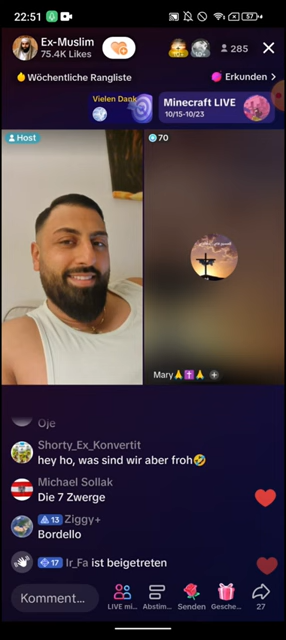 22:51
57
Ex-Muslim
75.4K Likes
285
Wöchentliche Rangliste
Erkunden >
Vielen Dank
Minecraft LIVE
10/15-10/23
Host
70
Mary
Oje
Shorty_Ex_Konvertit
hey ho, was sind wir aber froh🤣
Michael Sollak
Die 7 Zwerge
13 Ziggy+
Bordello
17 Ir_Fa ist beigetreten
Komment...
LIVE mi...
Abstim...
Senden
Gesche...
27